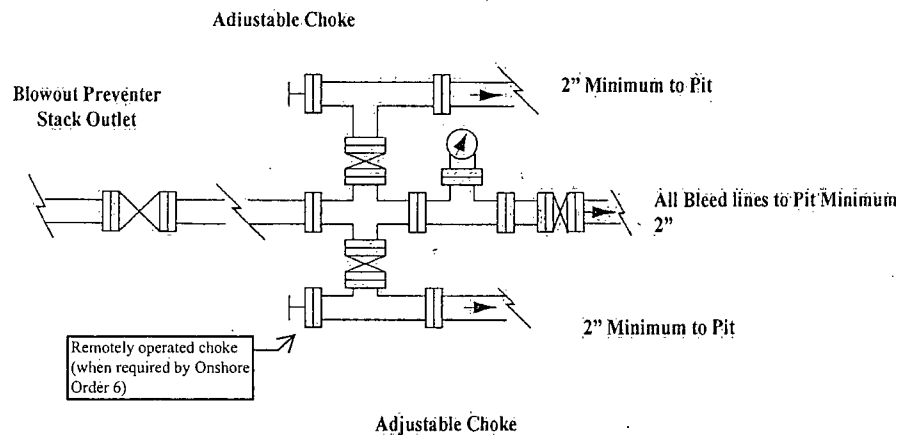 Adjustable Choke
Blowout Preventer
Stack Outlet
2” Minimum to Pit
All Bleed lines to Pit Minimum
2”
2” Minimum to Pit
Remotely operated choke
(when required by Onshore
Order 6)
Adjustable Choke